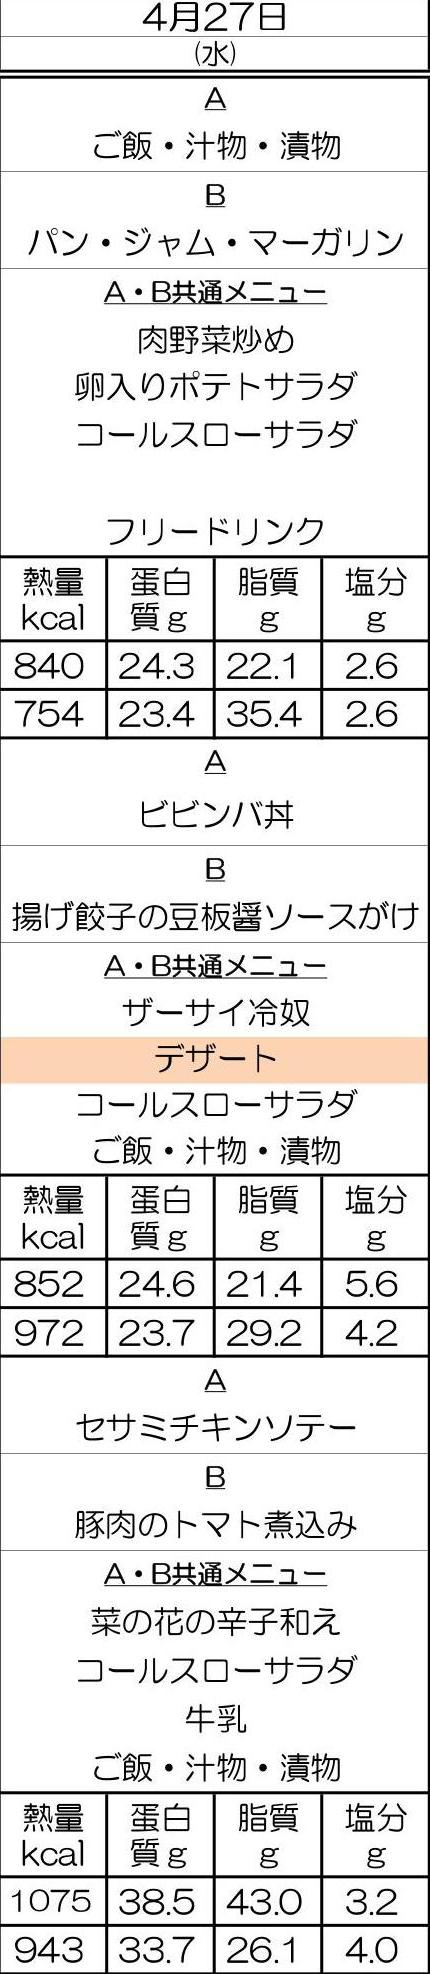 4月27日
(水)
A
ご飯・汁物・漬物
B
パン・ジャム・マーガリン
A・B共通メニュー
肉野菜炒め
卵入りポテトサラダ
コールスローサラダ
フリードリンク
熱量 蛋白 脂質 塩分
kcal 質g g g
840 24.3 22.1 2.6
754 23.4 35.4 2.6
A
ビビンバ丼
B
揚げ餃子の豆板醤ソースがけ
A・B共通メニュー
ザーサイ冷奴
デザート
コールスローサラダ
ご飯・汁物・漬物
熱量 蛋白 脂質 塩分
kcal 質g g g
852 24.6 21.4 5.6
972 23.7 29.2 4.2
A
セサミチキンソテー
B
豚肉のトマト煮込み
A・B共通メニュー
菜の花の辛子和え
コールスローサラダ
牛乳
ご飯・汁物・漬物
熱量 蛋白 脂質 塩分
kcal 質g g g
1075 38.5 43.0 3.2
943 33.7 26.1 4.0